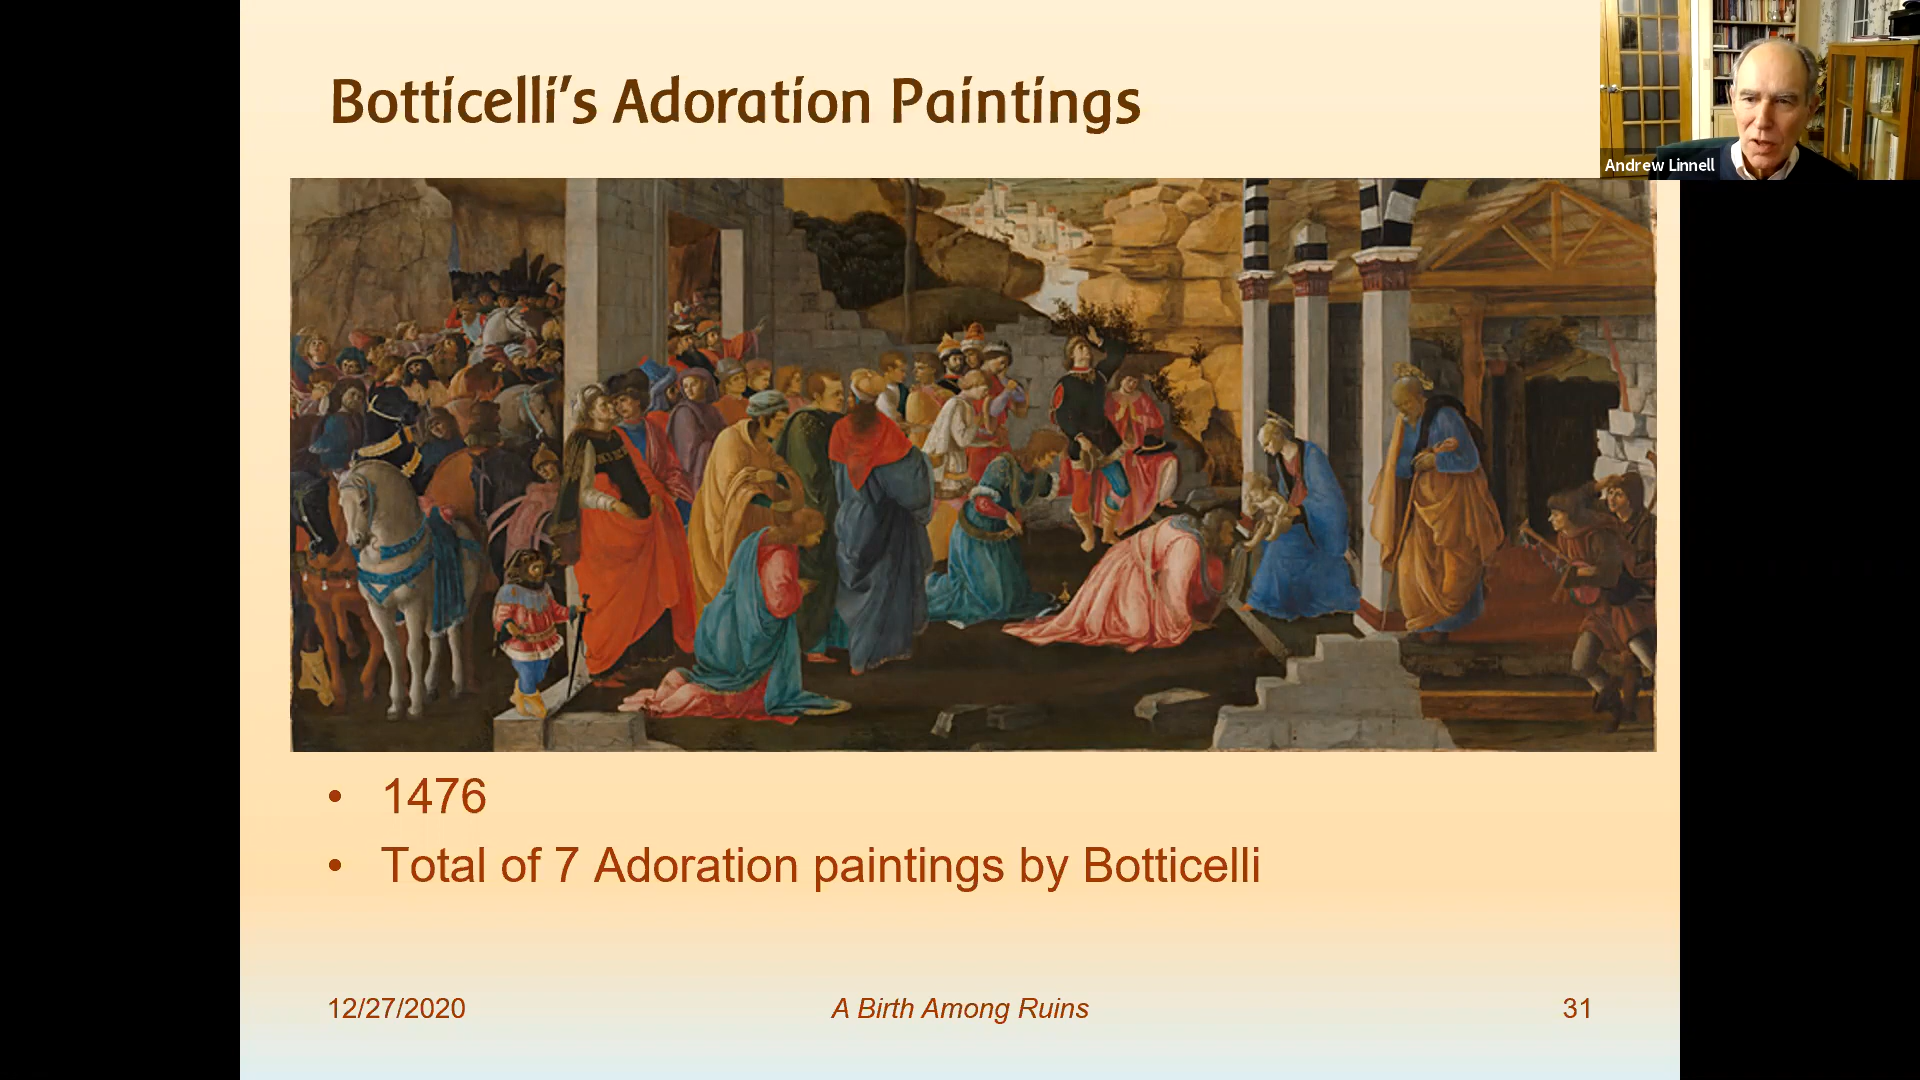 Botticelli's Adoration Paintings
Andrew Linnell
• 1476
• Total of 7 Adoration paintings by Botticelli
12/27/2020
A Birth Among Ruins
31